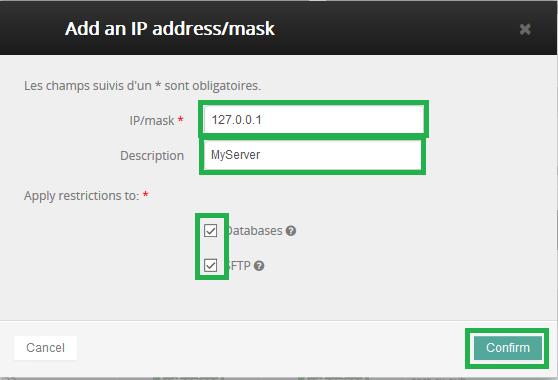 Add an IP address/mask
Les champs suivis d'un * sont obligatoires.
IP/mask * 127.0.0.1
Description MyServer
Apply restrictions to: *
Databases
SFTP
Cancel Confirm